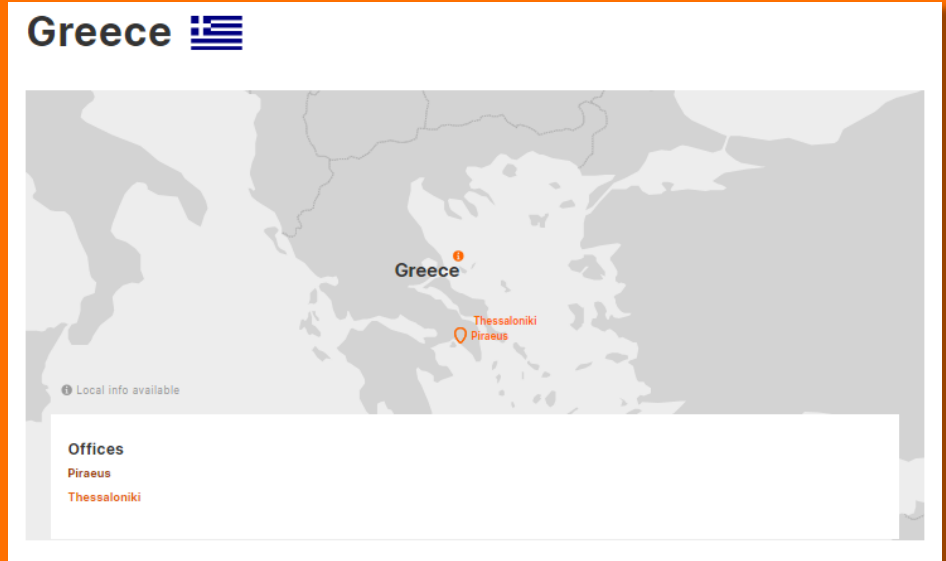 Greece
Greece
Thessaloniki
Piraeus
Local info available
Offices
Piraeus
Thessaloniki